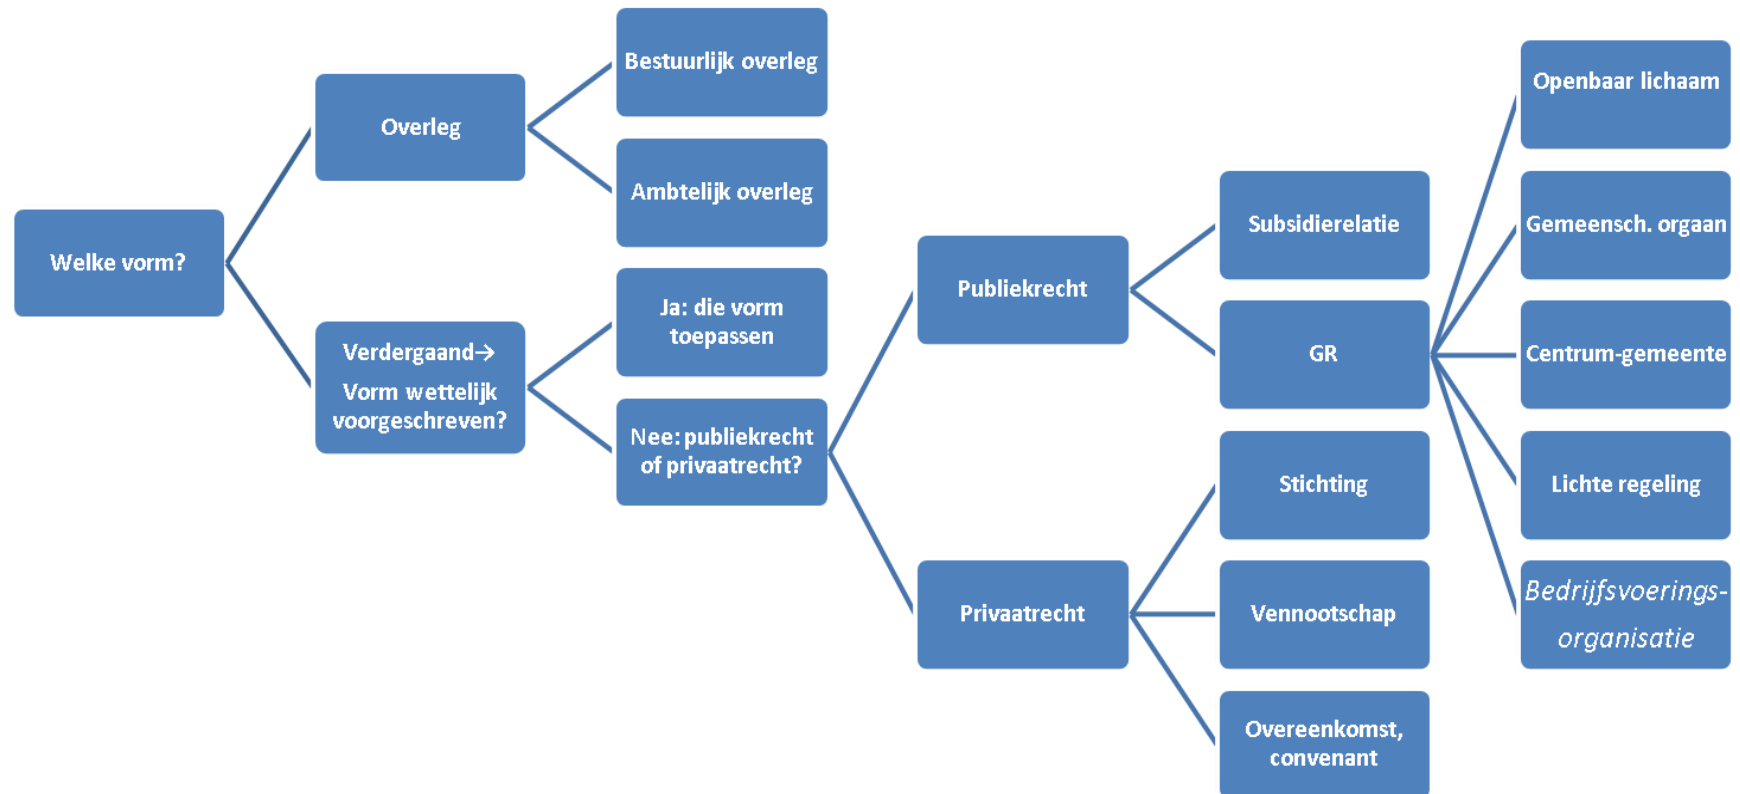 Welke vorm?
Overleg
Verdergaand→
Vorm wettelijk
voorgeschreven?
Bestuurlijk overleg
Ambtelijk overleg
Ja: die vorm
toepassen
Nee: publiekrecht
of privaatrecht?
Publiekrecht
Privaatrecht
Subsidierelatie
GR
Stichting
Vennootschap
Overeenkomst,
convenant
Openbaar lichaam
Gemeensch. orgaan
Centrum-gemeente
Lichte regeling
Bedrijfsvoerings-
organisatie